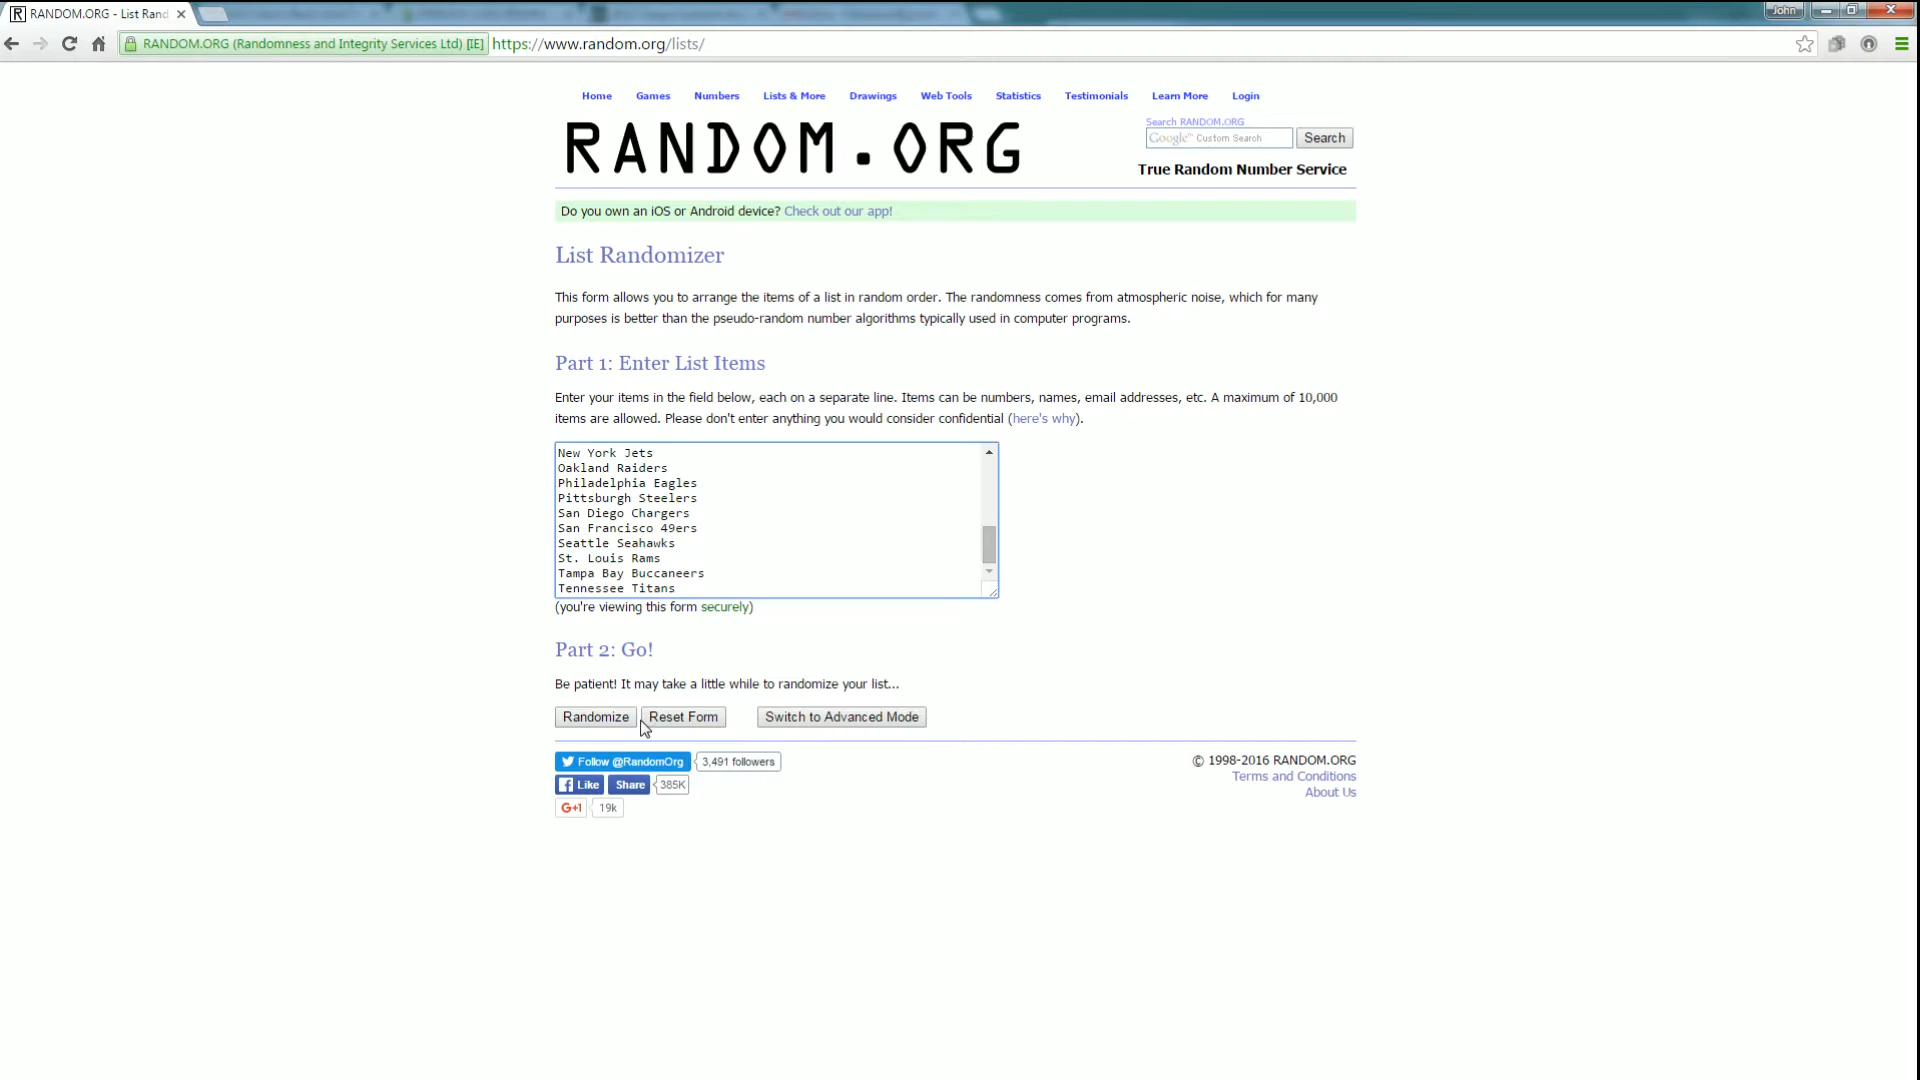 RANDOM.ORG - List Rand
John
RANDOM.ORG (Randomness and Integrity Services Ltd) [IE]
https://www.random.org/lists/
Home Games Numbers Lists & More Drawings Web Tools Statistics Testimonials Learn More Login
RANDOM.ORG
Search RANDOM.ORG
Google™ Custom Search
Search
True Random Number Service
Do you own an iOS or Android device? Check out our app!
List Randomizer
This form allows you to arrange the items of a list in random order. The randomness comes from atmospheric noise, which for many
purposes is better than the pseudo-random number algorithms typically used in computer programs.
Part 1: Enter List Items
Enter your items in the field below, each on a separate line. Items can be numbers, names, email addresses, etc. A maximum of 10,000
items are allowed. Please don't enter anything you would consider confidential (here's why).
New York Jets
Oakland Raiders
Philadelphia Eagles
Pittsburgh Steelers
San Diego Chargers
San Francisco 49ers
Seattle Seahawks
St. Louis Rams
Tampa Bay Buccaneers
Tennessee Titans
(you're viewing this form securely)
Part 2: Go!
Be patient! It may take a little while to randomize your list...
Randomize Reset Form Switch to Advanced Mode
Follow @RandomOrg 3,491 followers
Like Share 385K
G+1 19k
© 1998-2016 RANDOM.ORG
Terms and Conditions
About Us